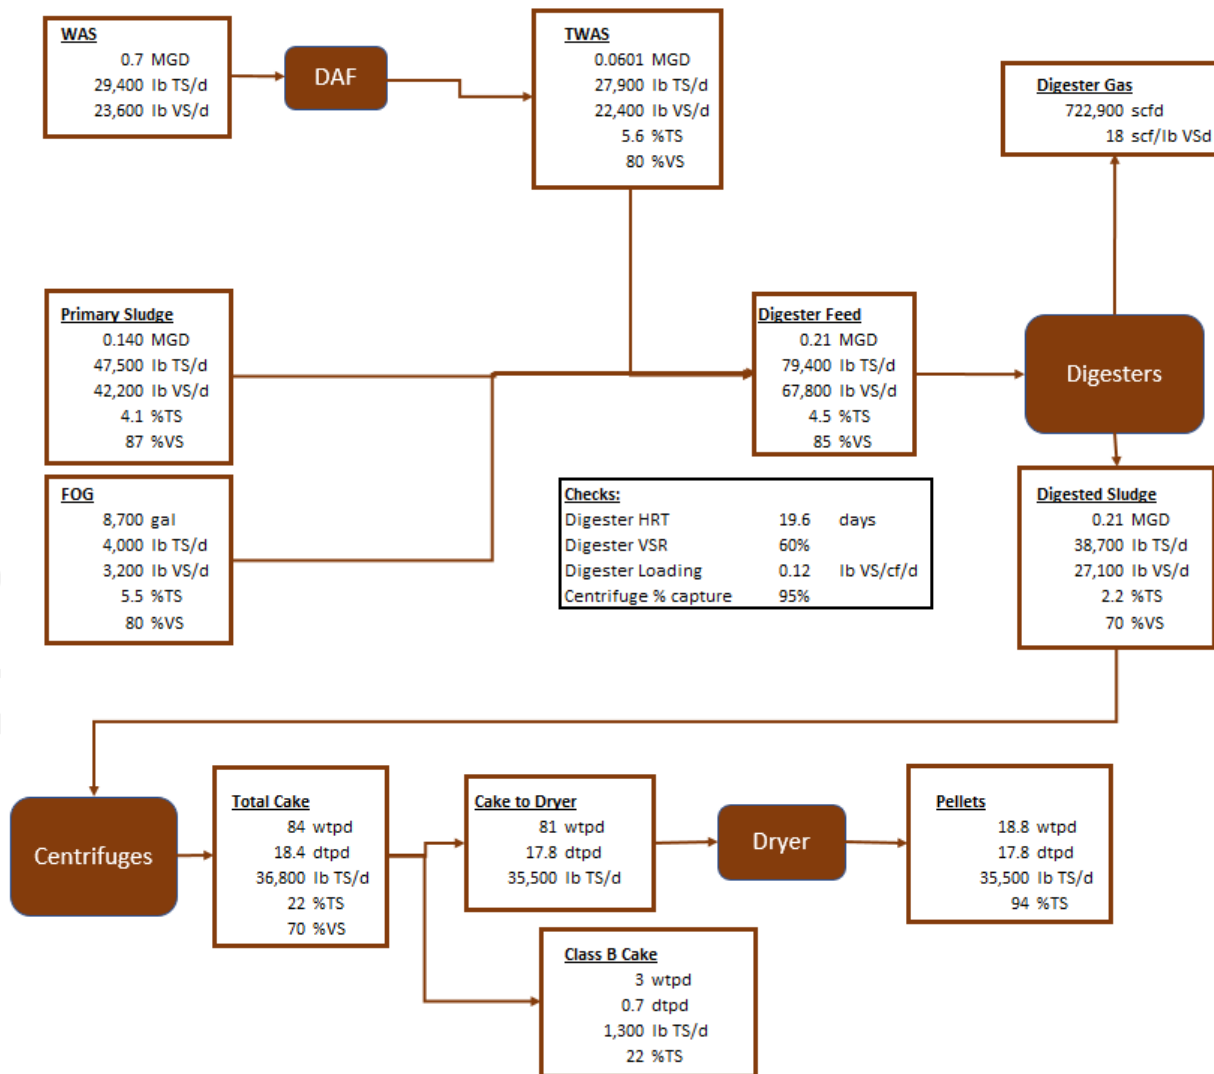 WAS
0.7 MGD
29,400 lb TS/d
23,600 lb VS/d
DAF
TWAS
0.0601 MGD
27,900 lb TS/d
22,400 lb VS/d
5.6 %TS
80 %VS
Digester Gas
722,900 scfd
18 scf/lb VSd
Primary Sludge
0.140 MGD
47,500 lb TS/d
42,200 lb VS/d
4.1 %TS
87 %VS
Digester Feed
0.21 MGD
79,400 lb TS/d
67,800 lb VS/d
4.5 %TS
85 %VS
Digesters
FOG
8,700 gal
4,000 lb TS/d
3,200 lb VS/d
5.5 %TS
80 %VS
Checks:
Digester HRT 19.6 days
Digester VSR 60%
Digester Loading 0.12 lb VS/cf/d
Centrifuge % capture 95%
Digested Sludge
0.21 MGD
38,700 lb TS/d
27,100 lb VS/d
2.2 %TS
70 %VS
Centrifuges
Total Cake
84 wtpd
18.4 dtpd
36,800 lb TS/d
22 %TS
70 %VS
Cake to Dryer
81 wtpd
17.8 dtpd
35,500 lb TS/d
Dryer
Pellets
18.8 wtpd
17.8 dtpd
35,500 lb TS/d
94 %TS
Class B Cake
3 wtpd
0.7 dtpd
1,300 lb TS/d
22 %TS